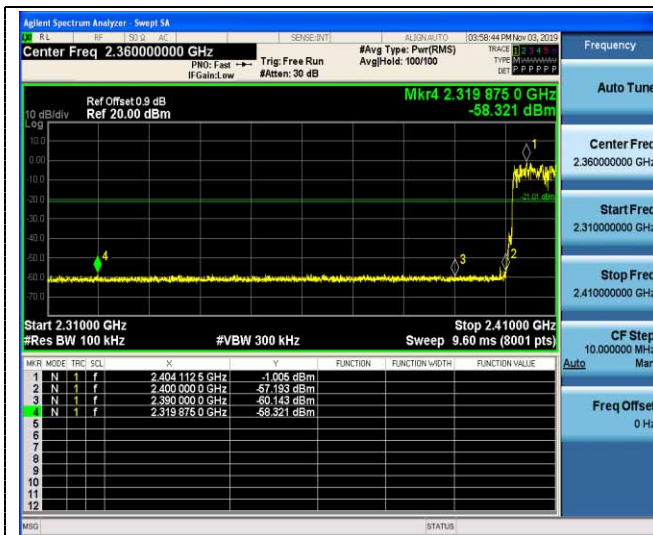 Agilent Spectrum Analyzer - Swept SA
RL RF 50 Ω AC SENSE:INT ALIGN AUTO 03:58:44 PM Nov 03, 2019
Center Freq 2.360000000 GHz #Avg Type: Pwr(RMS) TRACE 1 2 3 4 5 6
PNO: Fast Trig: Free Run Avg|Hold: 100/100 TYPE M
IFGain:Low #Atten: 30 dB DET P P P P P P
Frequency
Auto Tune
Mkr4 2.319 875 0 GHz
-58.321 dBm
Ref Offset 0.9 dB
10 dB/div Ref 20.00 dBm
Log
10.0
0.00
-10.0
-20.0
-30.0
-40.0
-50.0
-60.0
-70.0
1
-21.01 dBm
4
3
2
Start 2.31000 GHz Stop 2.41000 GHz
#Res BW 100 kHz #VBW 300 kHz Sweep 9.60 ms (8001 pts)
Center Freq
2.360000000 GHz
Start Freq
2.310000000 GHz
Stop Freq
2.410000000 GHz
CF Step
10.000000 MHz
Auto Man
Freq Offset
0 Hz
MKR MODE TRC SCL X Y FUNCTION FUNCTION WIDTH FUNCTION VALUE
1 N 1 f 2.404 112 5 GHz -1.005 dBm
2 N 1 f 2.400 000 0 GHz -57.193 dBm
3 N 1 f 2.390 000 0 GHz -60.143 dBm
4 N 1 f 2.319 875 0 GHz -58.321 dBm
5
6
7
8
9
10
11
12
MSG STATUS